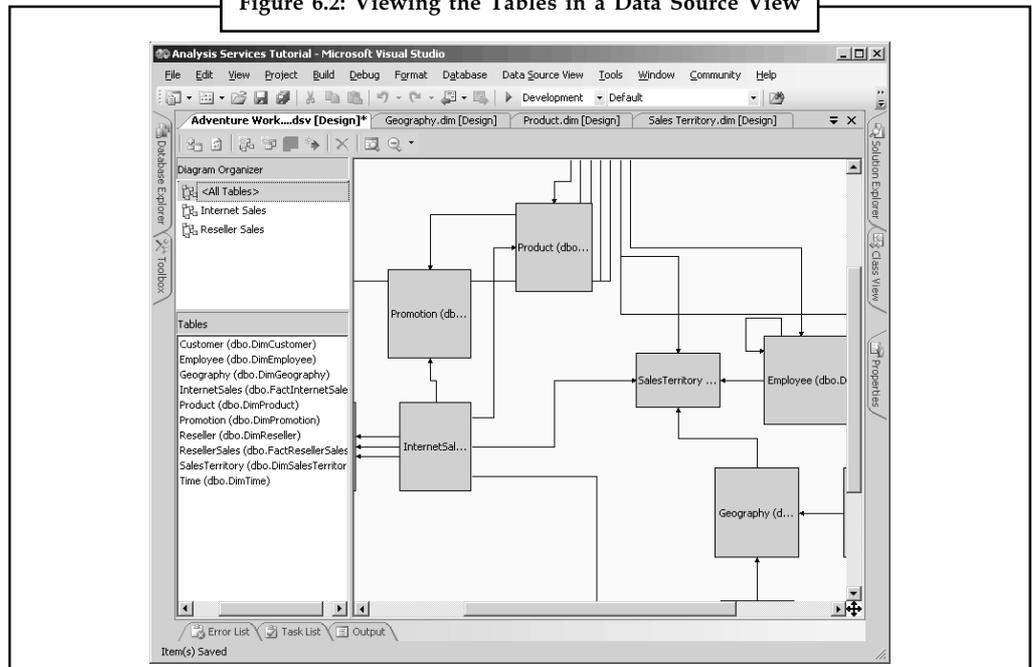 Figure 6.2: Viewing the Tables in a Data Source View
Analysis Services Tutorial - Microsoft Visual Studio
File Edit View Project Build Debug Format Database Data Source View Tools Window Community Help
Development Default
Adventure Work....dsv [Design]* Geography.dim [Design] Product.dim [Design] Sales Territory.dim [Design]
Database Explorer
Toolbox
Diagram Organizer
<All Tables>
Internet Sales
Reseller Sales
Tables
Customer (dbo.DimCustomer)
Employee (dbo.DimEmployee)
Geography (dbo.DimGeography)
InternetSales (dbo.FactInternetSale
Product (dbo.DimProduct)
Promotion (dbo.DimPromotion)
Reseller (dbo.DimReseller)
ResellerSales (dbo.FactResellerSales
SalesTerritory (dbo.DimSalesTerritor
Time (dbo.DimTime)
Product (dbo...
Promotion (db...
SalesTerritory ...
Employee (dbo.D
InternetSal...
Geography (d...
Solution Explorer
Class View
Properties
Error List Task List Output
Item(s) Saved